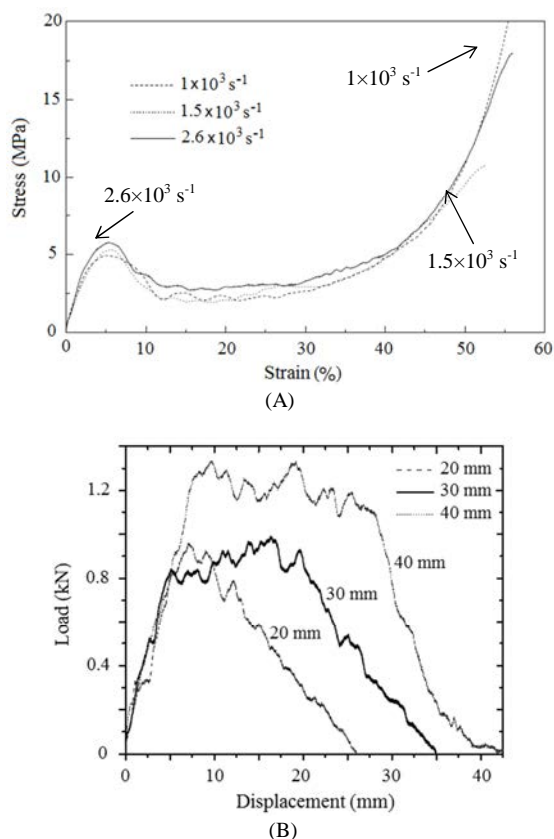 20
15
10
5
0
Stress (MPa)
1×10³ s⁻¹
1.5×10³ s⁻¹
2.6×10³ s⁻¹
1×10³ s⁻¹
2.6×10³ s⁻¹
1.5×10³ s⁻¹
0 10 20 30 40 50 60
Strain (%)
(A)
1.2
0.8
0.4
0
Load (kN)
20 mm
30 mm
40 mm
40 mm
30 mm
20 mm
0 10 20 30 40
Displacement (mm)
(B)